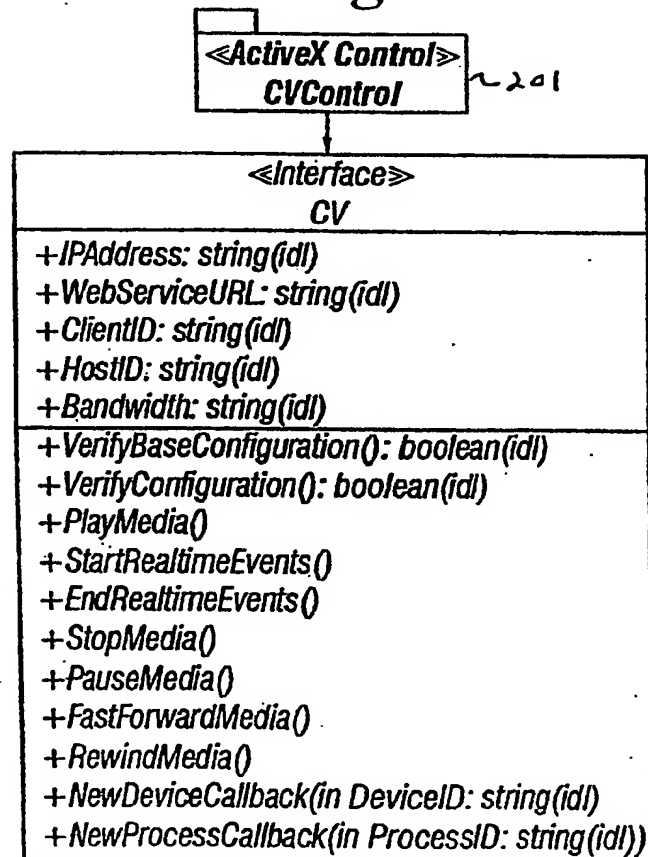 ≪ActiveX Control≫
CVControl
201
≪Interface≫
CV
+IPAddress: string(idl)
+WebServiceURL: string(idl)
+ClientID: string(idl)
+HostID: string(idl)
+Bandwidth: string(idl)
+VerifyBaseConfiguration(): boolean(idl)
+VerifyConfiguration(): boolean(idl)
+PlayMedia()
+StartRealtimeEvents()
+EndRealtimeEvents()
+StopMedia()
+PauseMedia()
+FastForwardMedia()
+RewindMedia()
+NewDeviceCallback(in DeviceID: string(idl)
+NewProcessCallback(in ProcessID: string(idl))